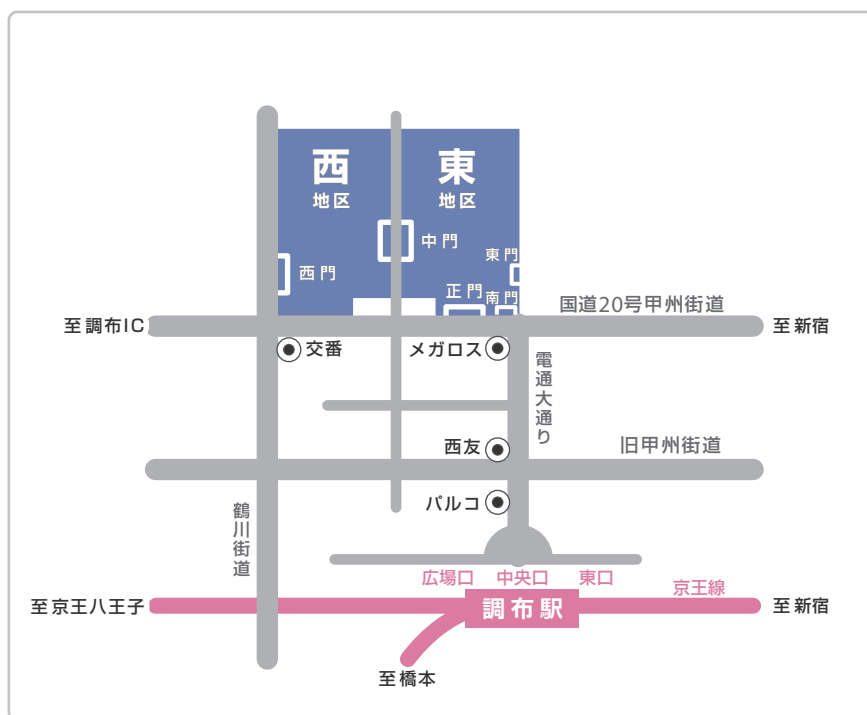 西
東
地区
地区
中門
東門
西門
正門
南門
国道20号甲州街道
至調布IC
至新宿
交番
メガロス
電通大通り
西友
旧甲州街道
パルコ
鶴川街道
広場口
中央口
東口
京王線
至京王八王子
調布駅
至新宿
至橋本